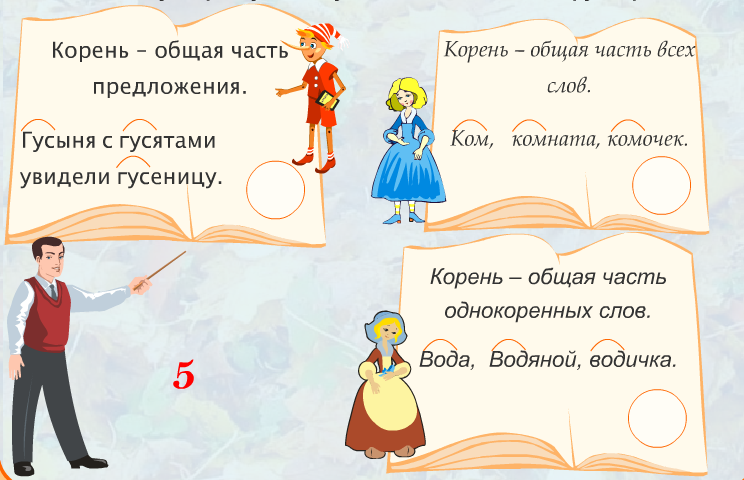 Корень – общая часть
предложения.
Гусыня с гусятами
увидели гусеницу.
Корень – общая часть всех
слов.
Ком, комната, комочек.
Корень – общая часть
однокоренных слов.
Вода, Водяной, водичка.
5